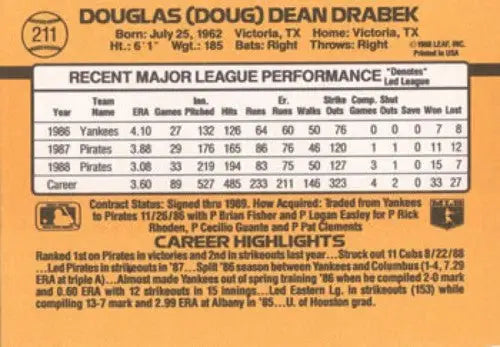 211
DOUGLAS (DOUG) DEAN DRABEK
Born: July 25, 1962 Victoria, TX Home: Victoria, TX
Ht.: 6'1" Wgt.: 185 Bats: Right Throws: Right
©1988 LEAF, INC.
Printed in USA
RECENT MAJOR LEAGUE PERFORMANCE "Denotes" Led League
Year Team Name ERA Games Inn. Pitched Hits Runs Er. Runs Walks Strike Outs Comp. Games Shut Outs Save Won Lost
1986 Yankees 4.10 27 132 126 64 60 50 76 0 0 0 7 8
1987 Pirates 3.88 29 176 165 86 76 46 120 1 1 0 11 12
1988 Pirates 3.08 33 219 194 83 75 50 127 3 1 0 15 7
Career 3.60 89 527 485 233 211 146 323 4 2 0 33 27
Contract Status: Signed thru 1989. How Acquired: Traded from Yankees
to Pirates 11/26/86 with P Brian Fisher and P Logan Easley for P Rick
Rhoden, P Cecilio Guante and P Pat Clements
MLB
CAREER HIGHLIGHTS
Ranked 1st on Pirates in victories and 2nd in strikeouts last year...Struck out 11 Cubs 8/22/88
...Led Pirates in strikeouts in '87...Split '86 season between Yankees and Columbus (1-4, 7.29
ERA at triple A)...Almost made Yankees out of spring training '86 when he compiled 2-0 mark
and 0.60 ERA with 12 strikeouts in 15 innings...Led Eastern Lg. in strikeouts (153) while
compiling 13-7 mark and 2.99 ERA at Albany in '85...U. of Houston grad.